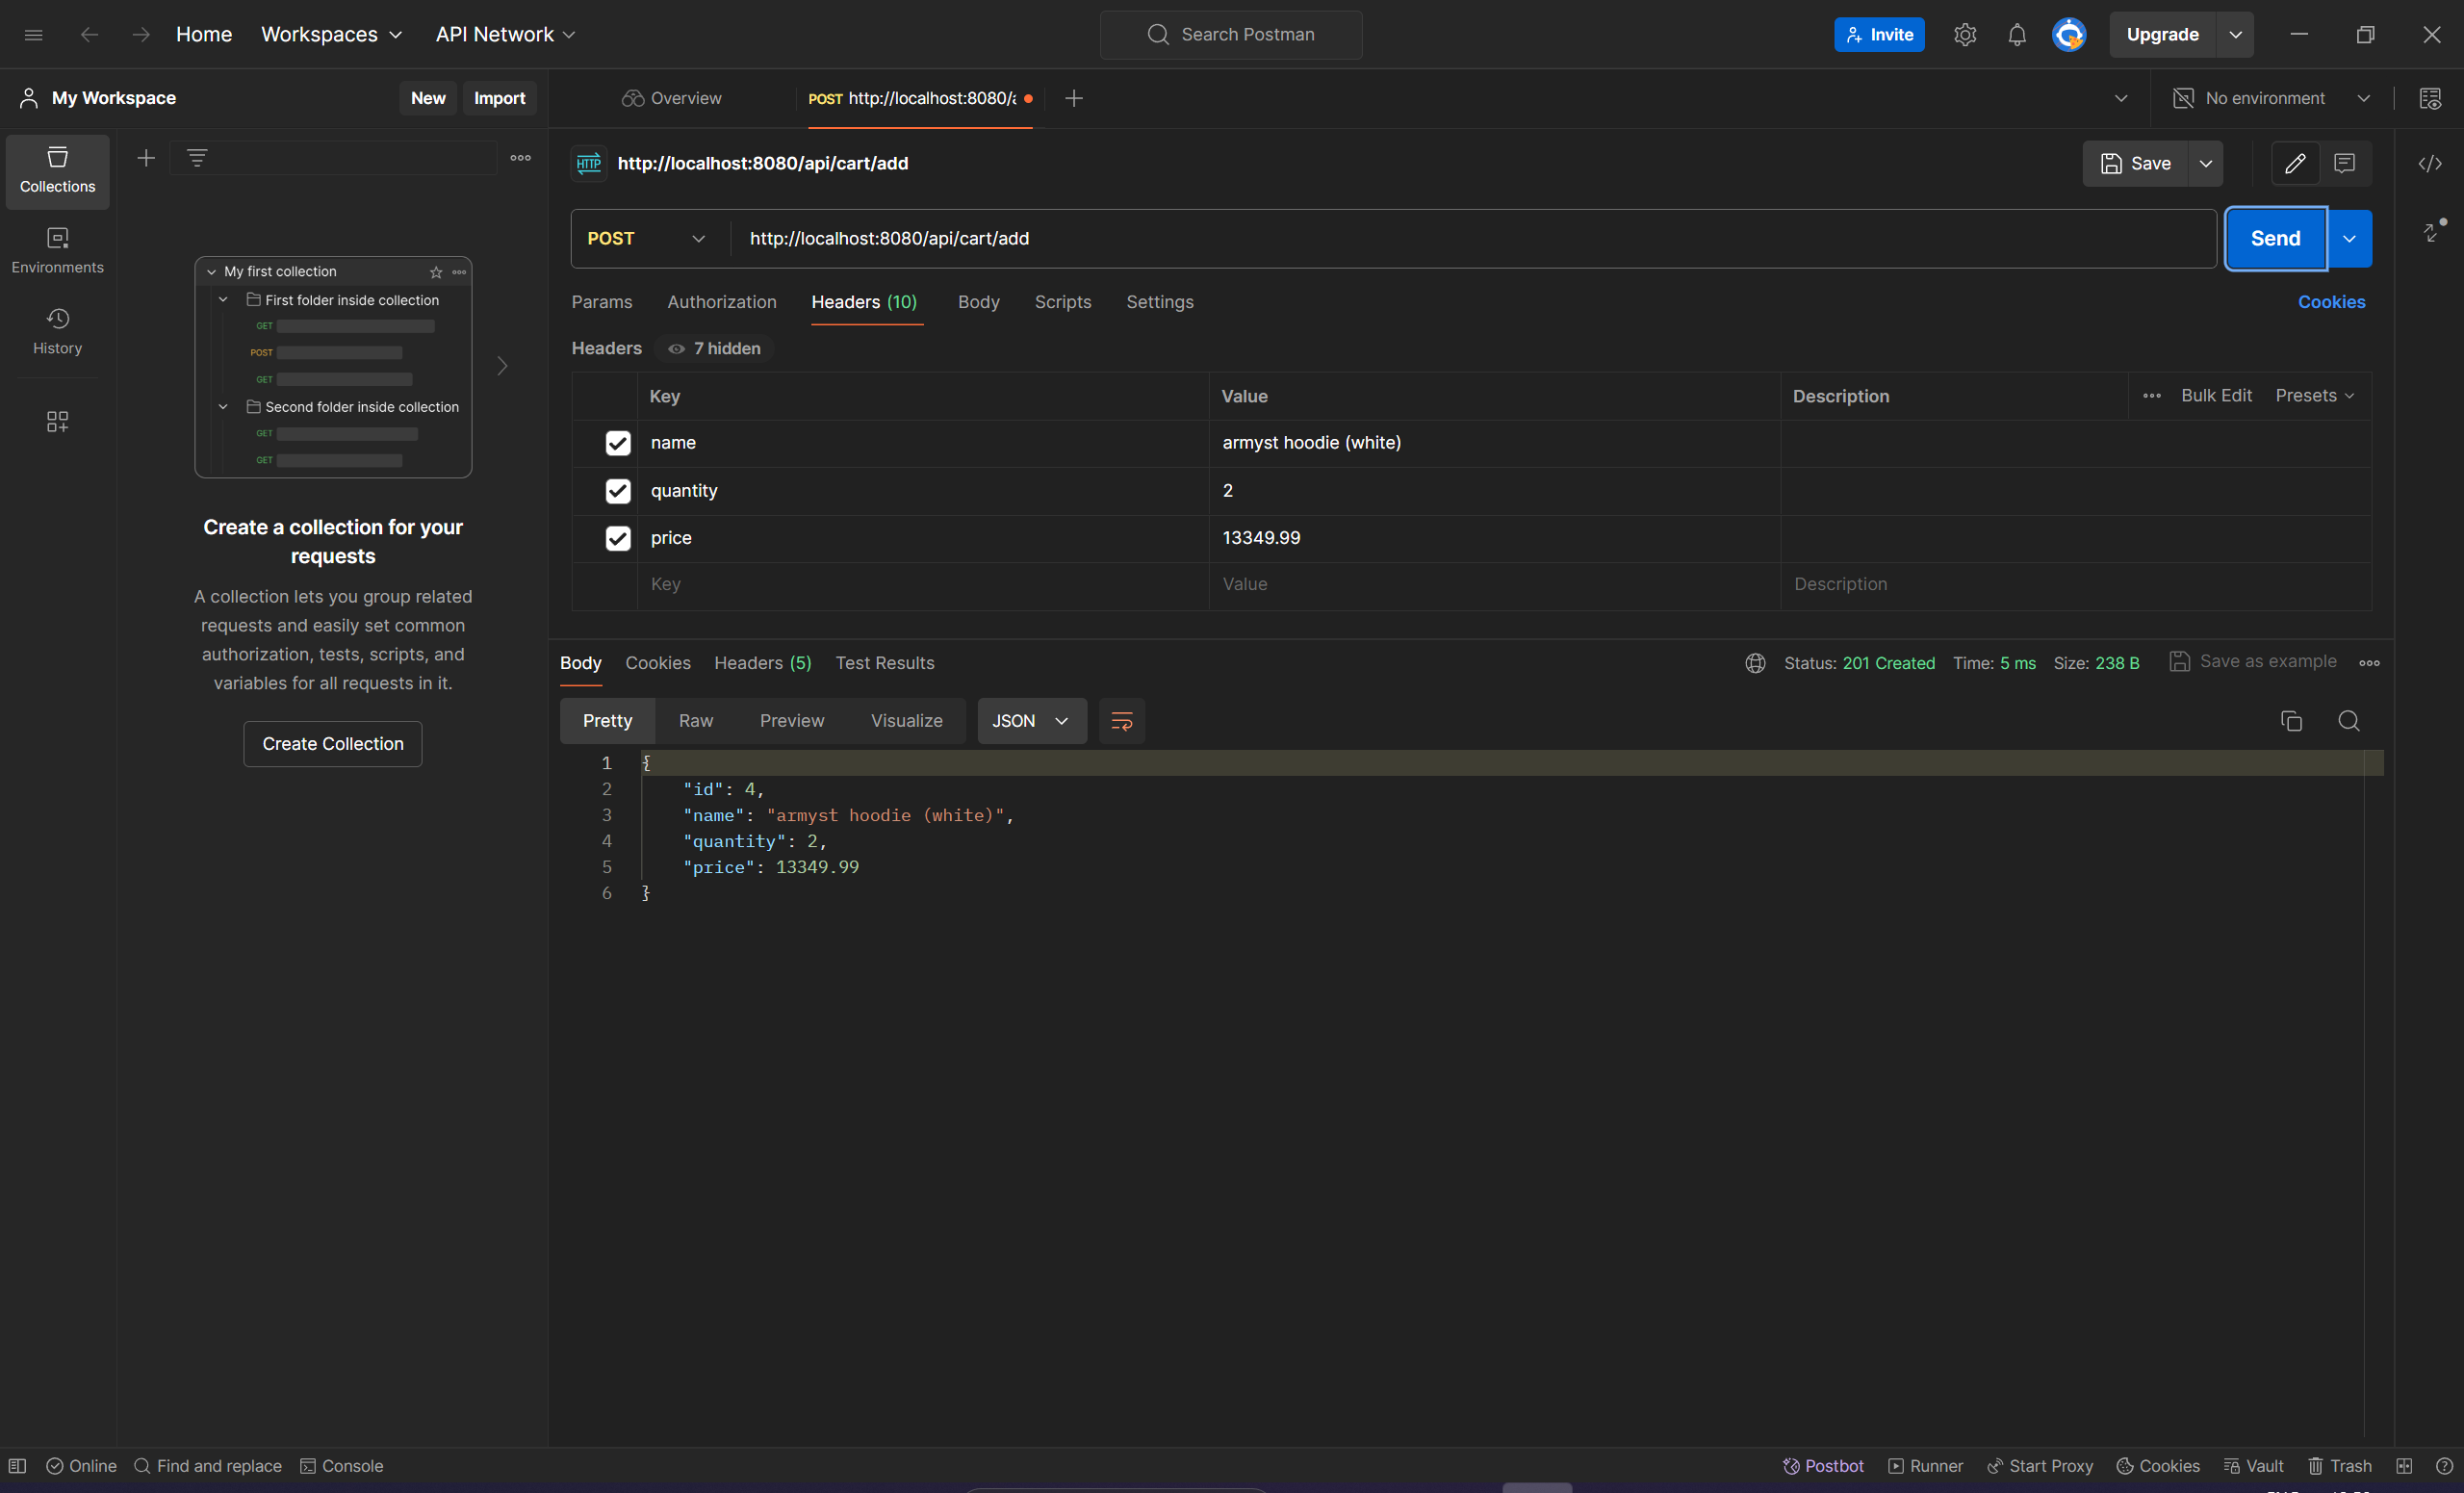 Home
Workspaces
API Network
Search Postman
Invite
Upgrade
My Workspace
New
Import
Overview
POST http://localhost:8080/a
No environment
Collections
Environments
History
My first collection
First folder inside collection
GET
POST
GET
Second folder inside collection
GET
GET
Create a collection for your
requests
A collection lets you group related
requests and easily set common
authorization, tests, scripts, and
variables for all requests in it.
Create Collection
HTTP http://localhost:8080/api/cart/add
Save
POST
http://localhost:8080/api/cart/add
Send
Params
Authorization
Headers (10)
Body
Scripts
Settings
Cookies
Headers
7 hidden
Key
Value
Description
Bulk Edit
Presets
name
armyst hoodie (white)
quantity
2
price
13349.99
Key
Value
Description
Body
Cookies
Headers (5)
Test Results
Status: 201 Created
Time: 5 ms
Size: 238 B
Save as example
Pretty
Raw
Preview
Visualize
JSON
1 {
2 "id": 4,
3 "name": "armyst hoodie (white)",
4 "quantity": 2,
5 "price": 13349.99
6 }
Online
Find and replace
Console
Postbot
Runner
Start Proxy
Cookies
Vault
Trash